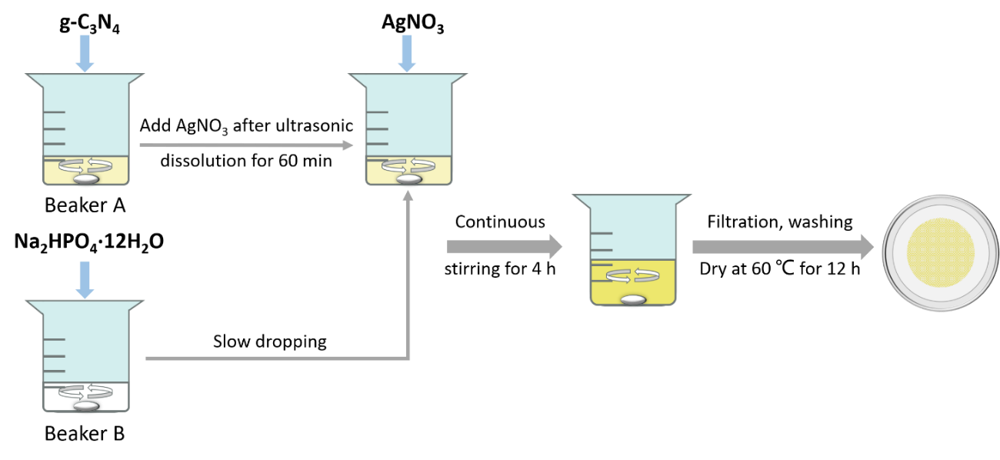 g-C₃N₄
AgNO₃
Add AgNO₃ after ultrasonic
dissolution for 60 min
Beaker A
Na₂HPO₄·12H₂O
Continuous
stirring for 4 h
Filtration, washing
Dry at 60 ℃ for 12 h
Slow dropping
Beaker B